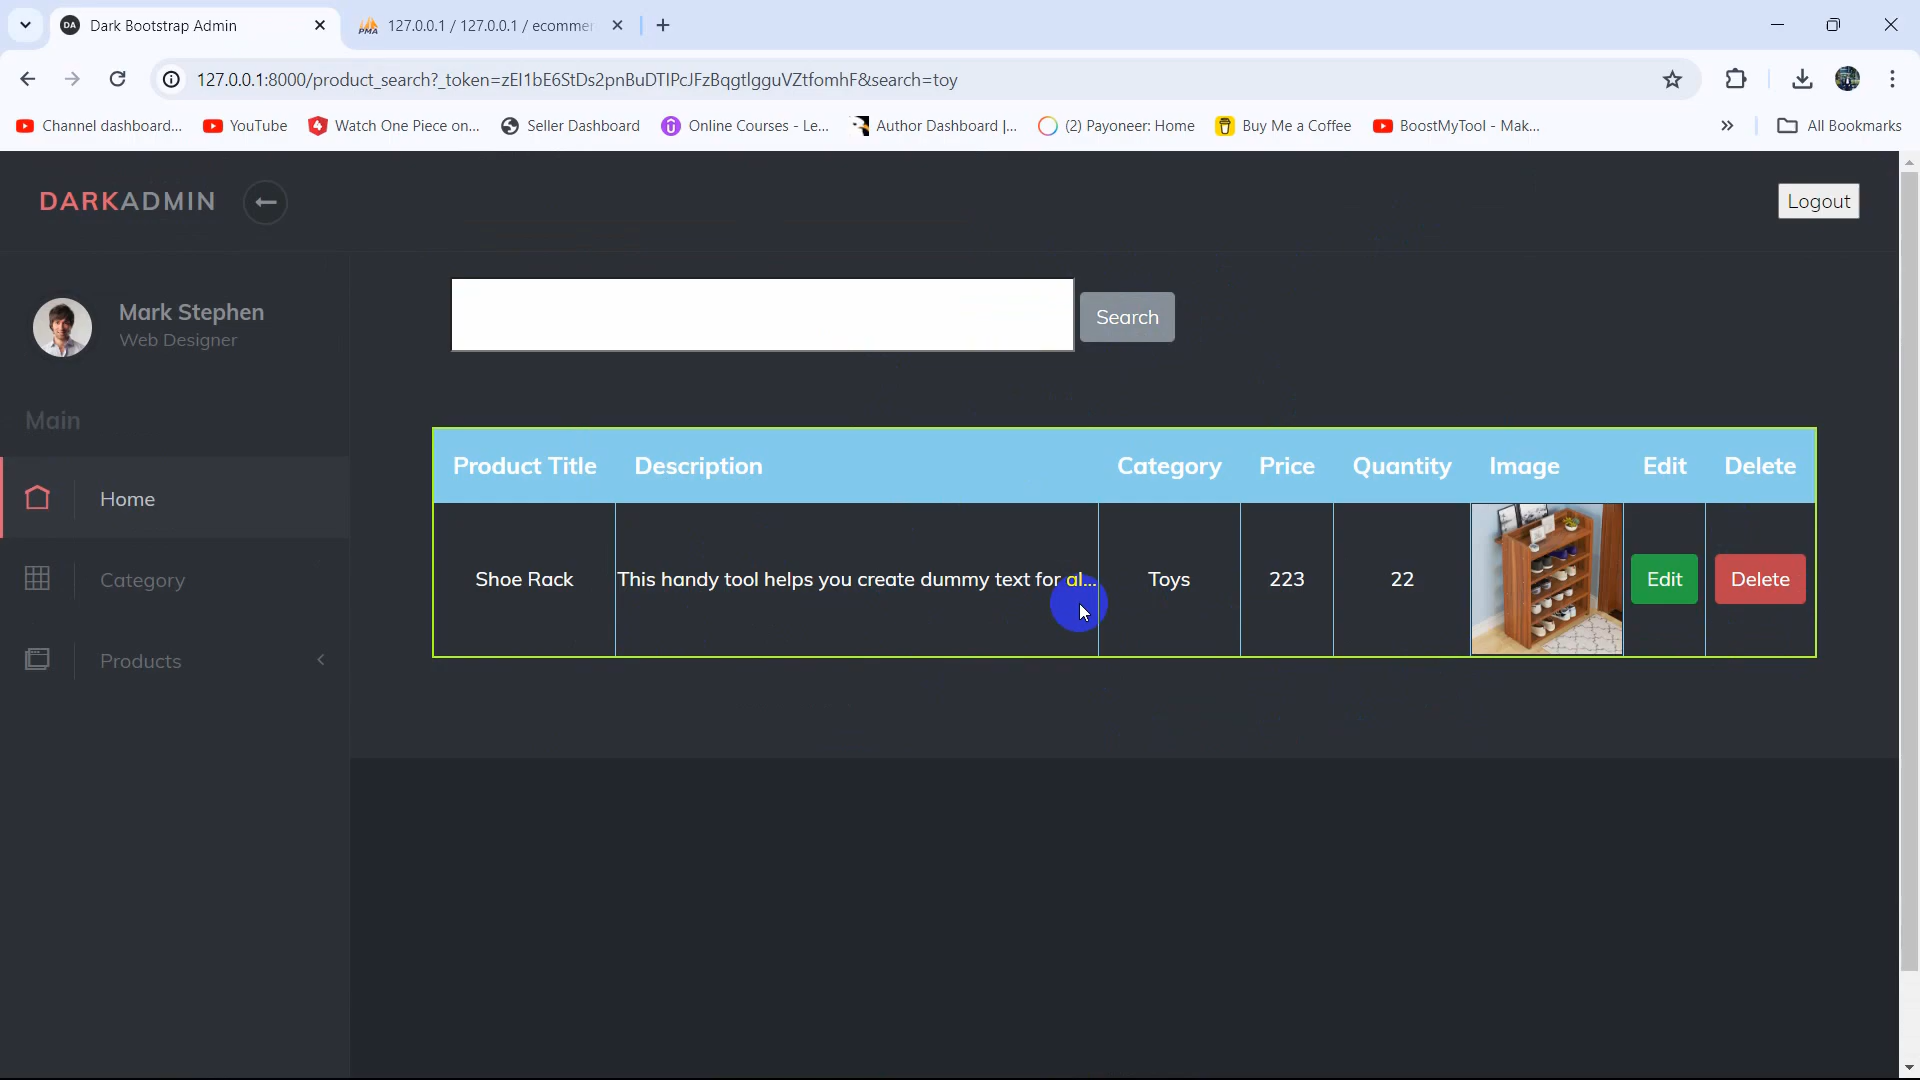 DA Dark Bootstrap Admin
PMA 127.0.0.1 / 127.0.0.1 / ecommer
127.0.0.1:8000/product_search?_token=zEI1bE6StDs2pnBuDTIPcJFzBqgtlgguVZtfomhF&search=toy
Channel dashboard... YouTube Watch One Piece on... Seller Dashboard Online Courses - Le... Author Dashboard |... (2) Payoneer: Home Buy Me a Coffee BoostMyTool - Mak... All Bookmarks
DARKADMIN
Logout
Search
Mark Stephen
Web Designer
Main
Home
Category
Products
Product Title Description Category Price Quantity Image Edit Delete
Shoe Rack This handy tool helps you create dummy text for al... Toys 223 22 Edit Delete